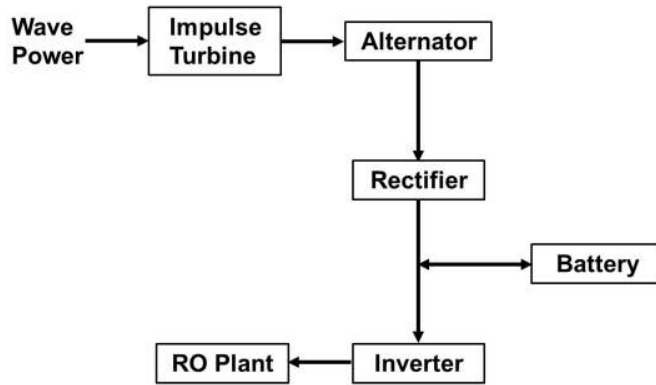 Wave
Power
Impulse
Turbine
Alternator
Rectifier
Battery
RO Plant
Inverter